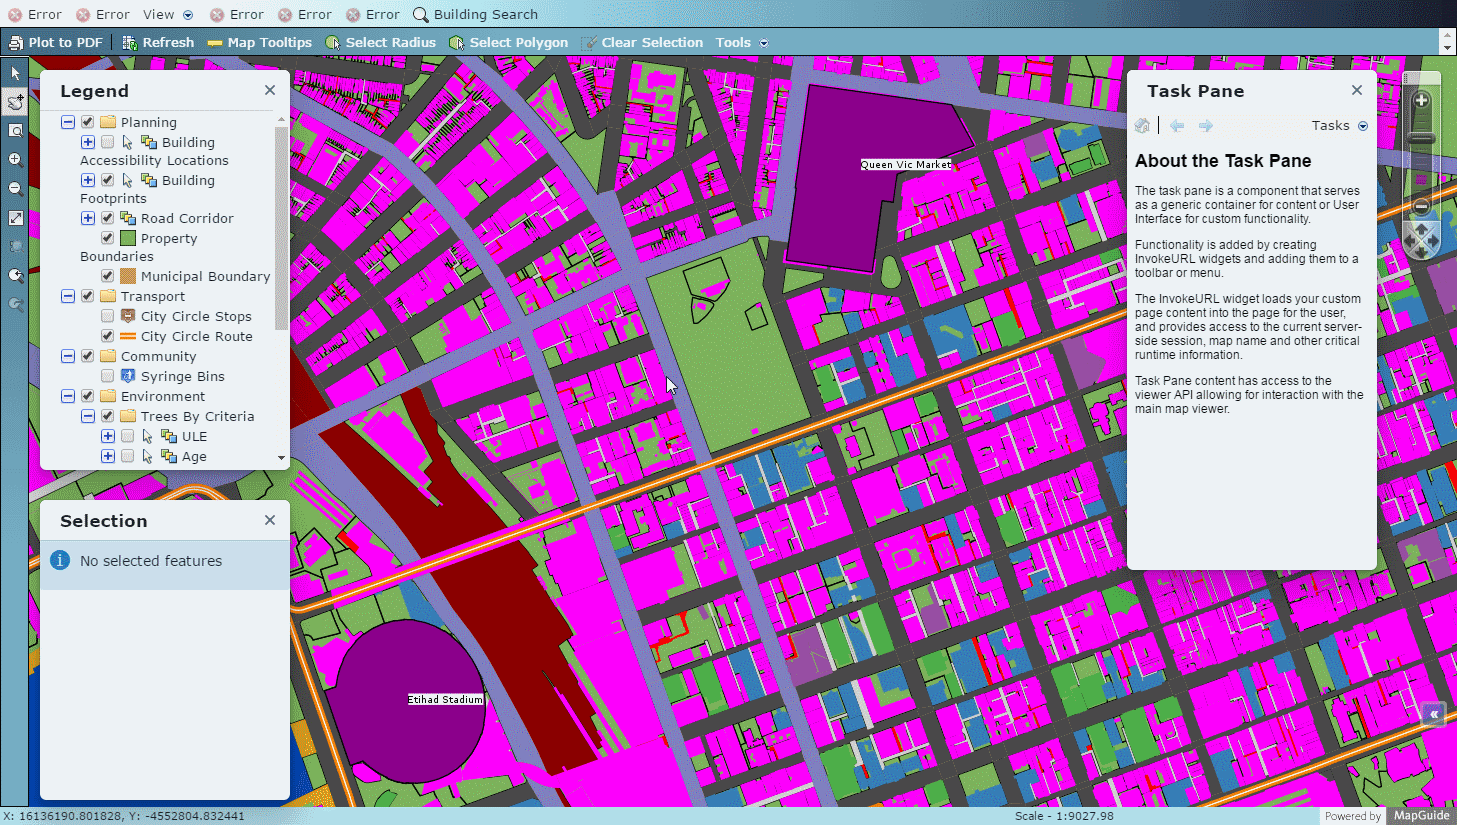 Error Error View Error Error Error Building Search
Plot to PDF Refresh Map Tooltips Select Radius Select Polygon Clear Selection Tools
Legend
Planning
Building
Accessibility Locations
Building
Footprints
Road Corridor
Property
Boundaries
Municipal Boundary
Transport
City Circle Stops
City Circle Route
Community
Syringe Bins
Environment
Trees By Criteria
ULE
Age
Selection
No selected features
Queen Vic Market
Etihad Stadium
Task Pane
Tasks
About the Task Pane
The task pane is a component that serves
as a generic container for content or User
Interface for custom functionality.
Functionality is added by creating
InvokeURL widgets and adding them to a
toolbar or menu.
The InvokeURL widget loads your custom
page content into the page for the user,
and provides access to the current server-
side session, map name and other critical
runtime information.
Task Pane content has access to the
viewer API allowing for interaction with the
main map viewer.
X: 16136190.801828, Y: -4552804.832441 Scale - 1:9027.98 Powered by MapGuide